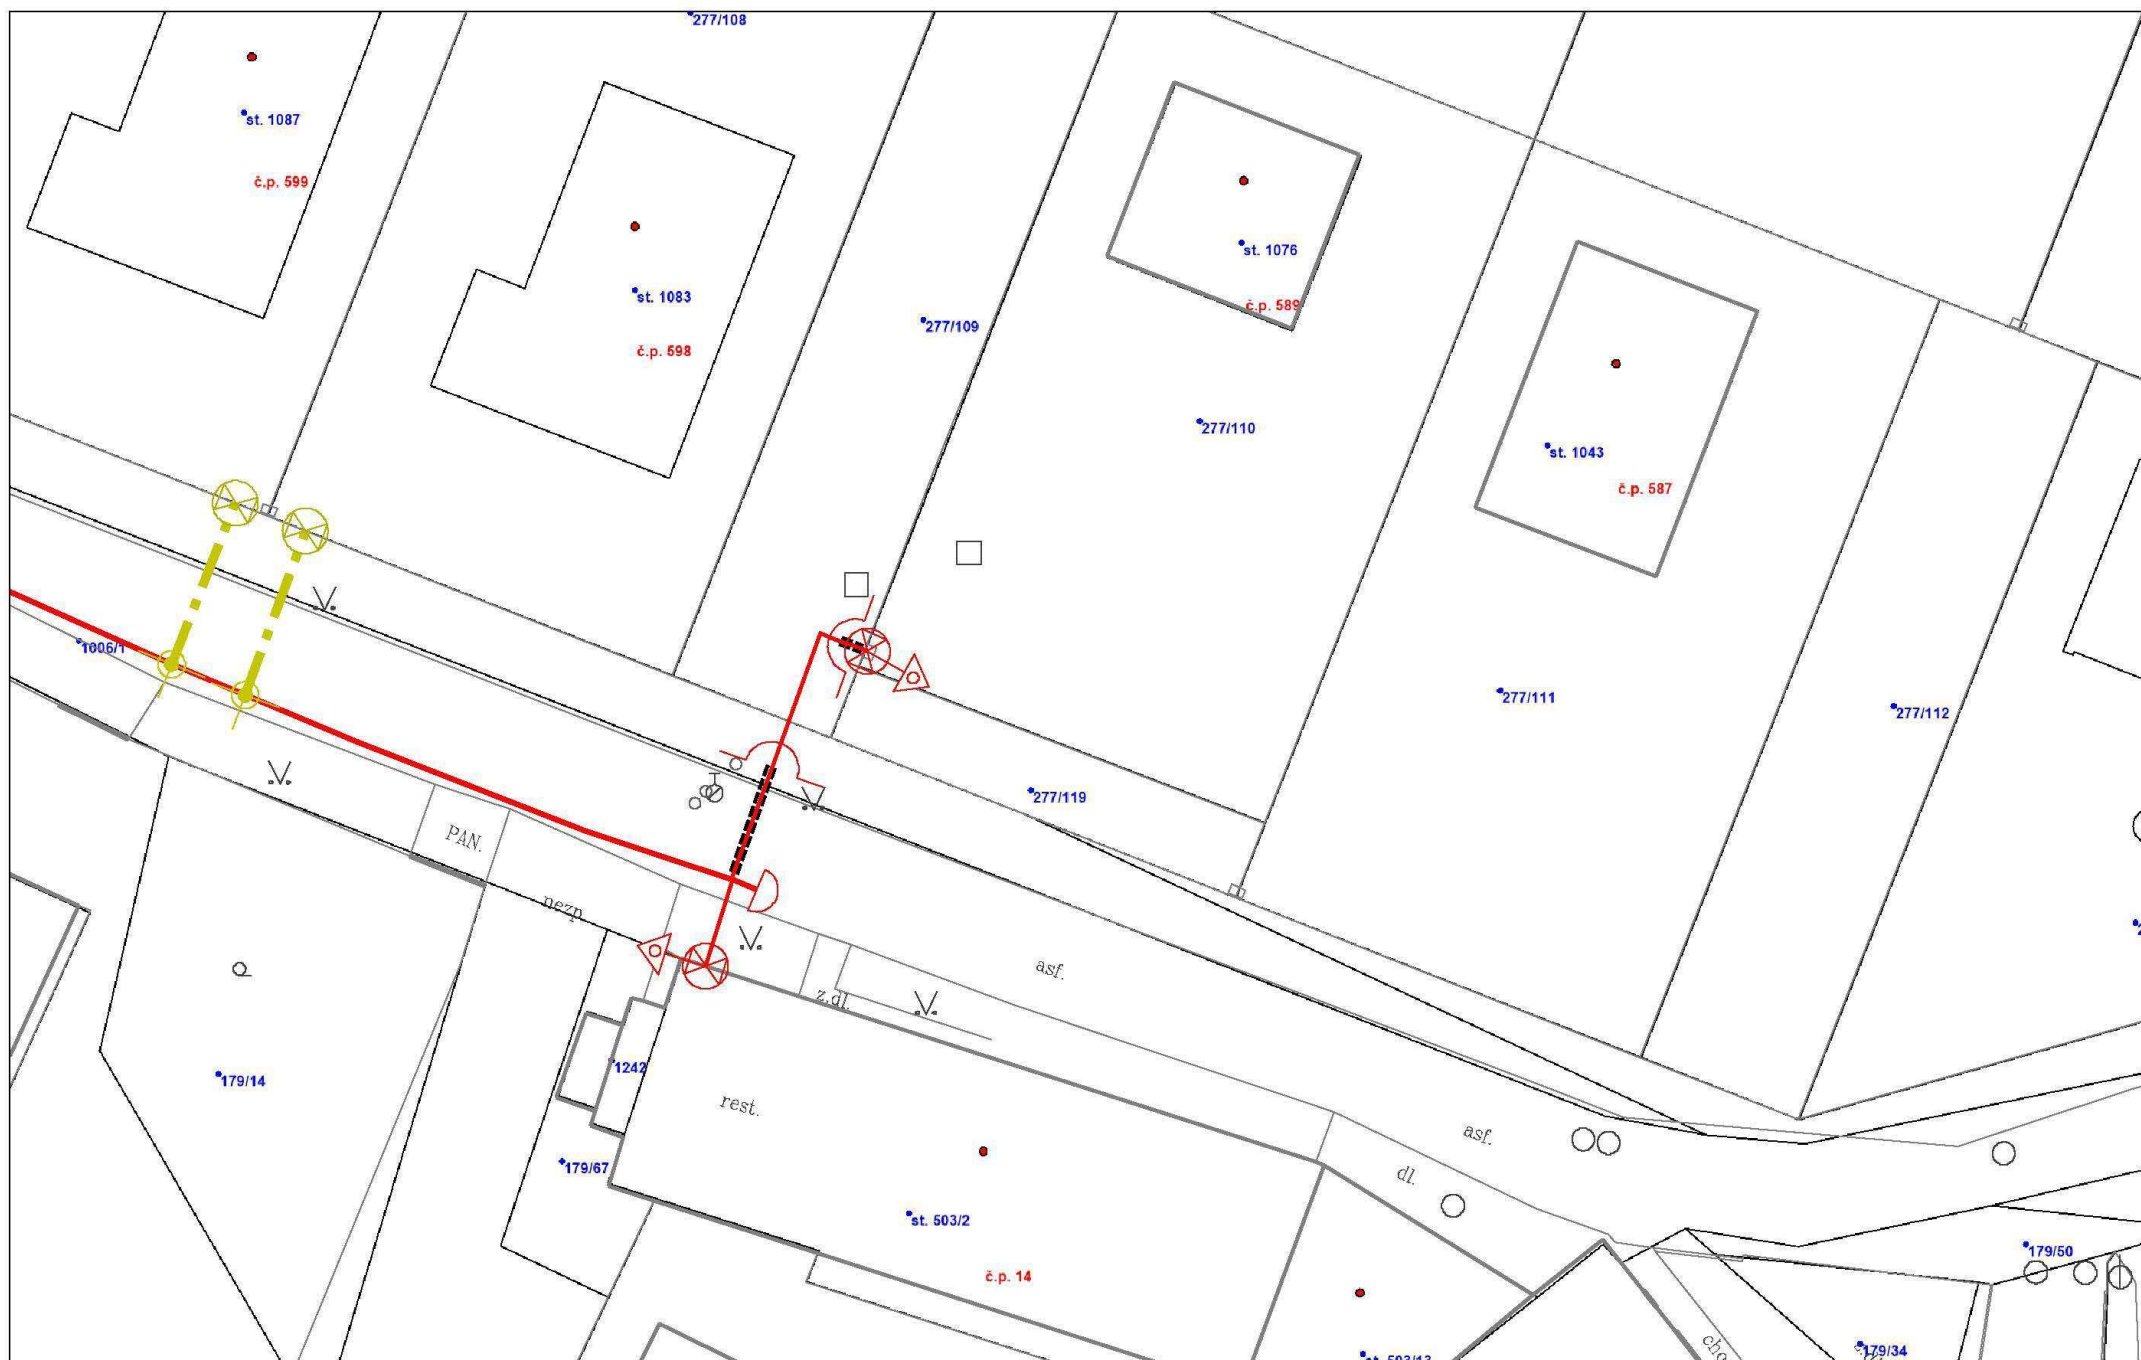 277/108
st. 1087
č.p. 599
st. 1076
st. 1083
č.p. 589
277/109
č.p. 598
277/110
st. 1043
č.p. 587
1006/1
277/111
277/112
277/119
PAN.
nezp.
asf.
z.dl.
1242
179/14
rest.
asf.
179/67
dl.
st. 503/2
179/50
č.p. 14
179/34